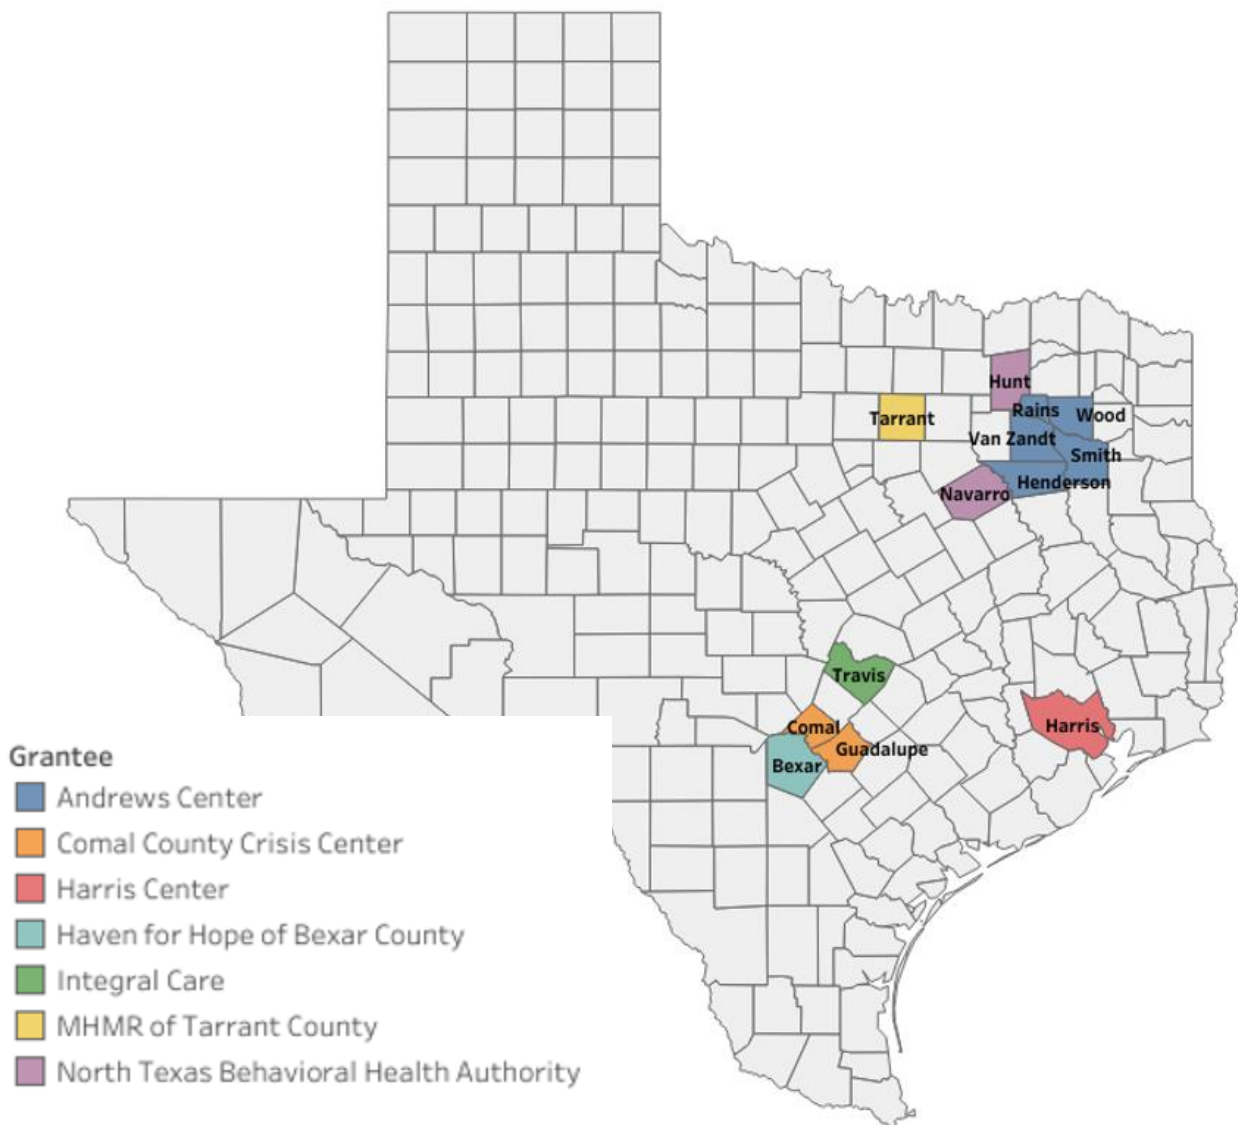 Hunt
Rains
Wood
Tarrant
Van Zandt
Smith
Henderson
Navarro
Travis
Comal
Harris
Guadalupe
Bexar
Grantee
Andrews Center
Comal County Crisis Center
Harris Center
Haven for Hope of Bexar County
Integral Care
MHMR of Tarrant County
North Texas Behavioral Health Authority